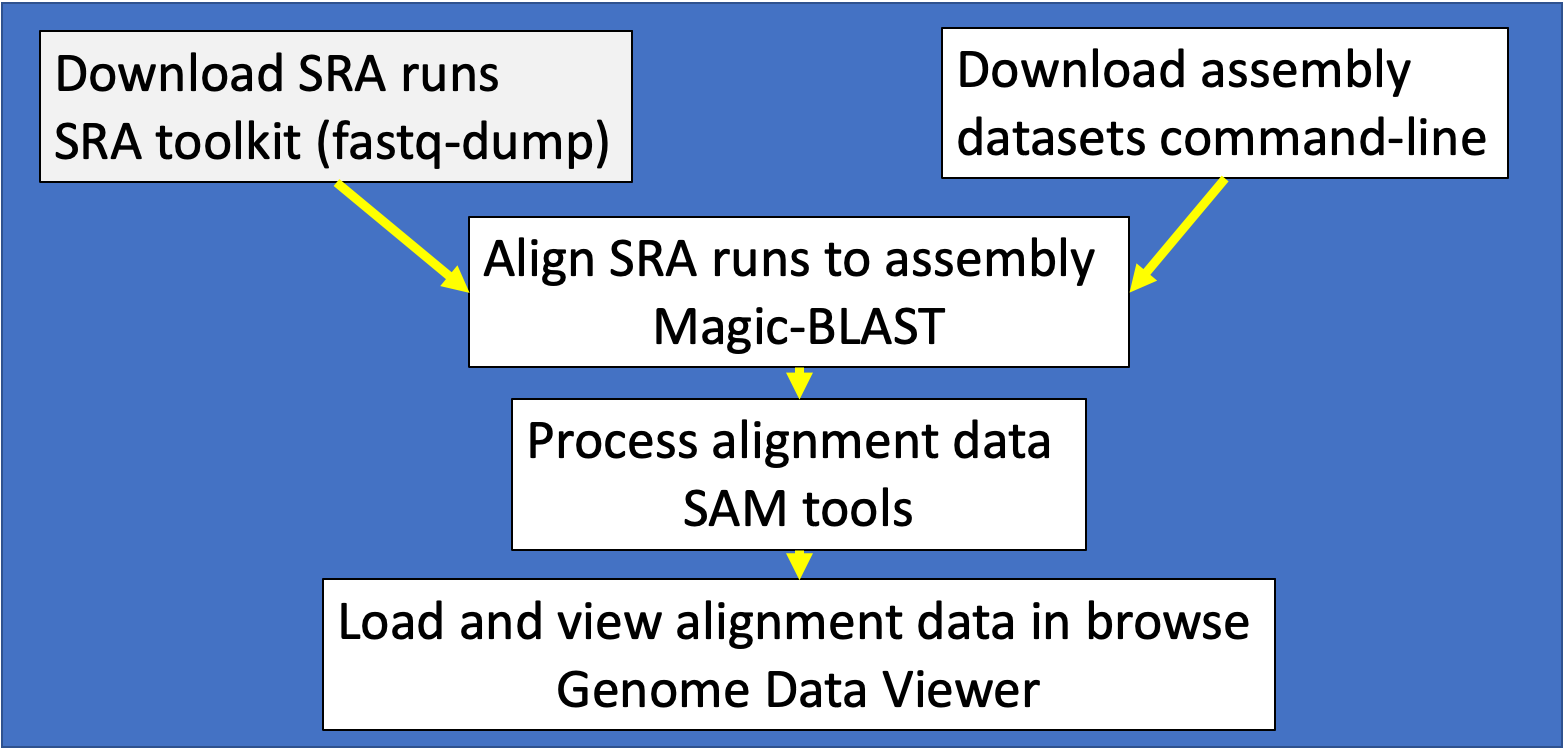 Download SRA runs
SRA toolkit (fastq-dump)
Download assembly
datasets command-line
Align SRA runs to assembly
Magic-BLAST
Process alignment data
SAM tools
Load and view alignment data in browse
Genome Data Viewer